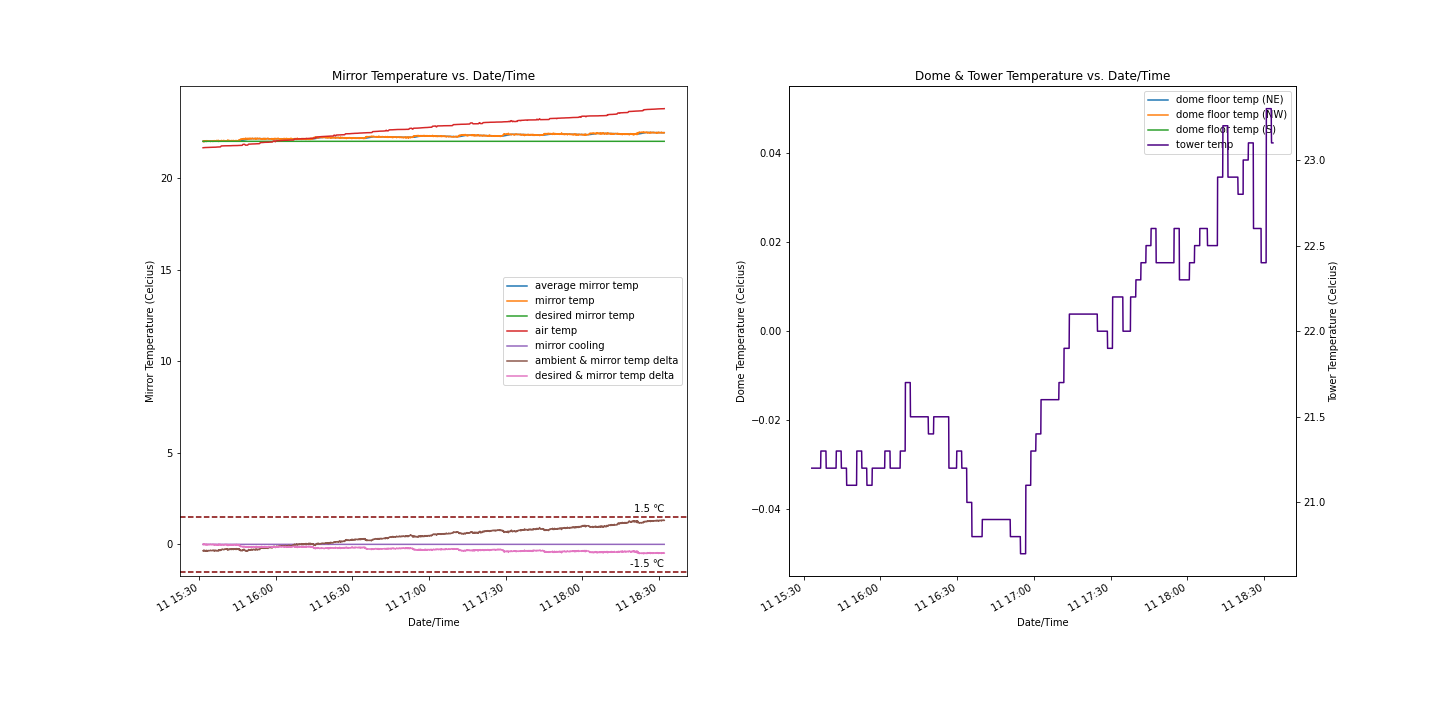 Mirror Temperature vs. Date/Time
Mirror Temperature (Celcius)
20
15
10
5
0
average mirror temp
mirror temp
desired mirror temp
air temp
mirror cooling
ambient & mirror temp delta
desired & mirror temp delta
1.5 °C
-1.5 °C
11 15:30
11 16:00
11 16:30
11 17:00
11 17:30
11 18:00
11 18:30
Date/Time
Dome & Tower Temperature vs. Date/Time
Dome Temperature (Celcius)
0.04
0.02
0.00
−0.02
−0.04
dome floor temp (NE)
dome floor temp (NW)
dome floor temp (S)
tower temp
23.0
22.5
22.0
21.5
21.0
Tower Temperature (Celcius)
11 15:30
11 16:00
11 16:30
11 17:00
11 17:30
11 18:00
11 18:30
Date/Time